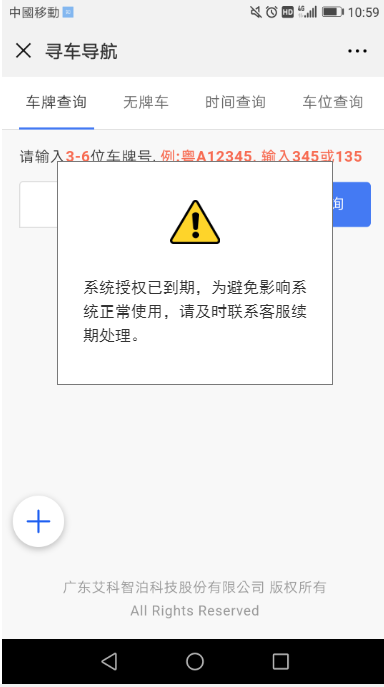 中國移動
HD 4G 10:59
寻车导航
车牌查询 无牌车 时间查询 车位查询
请输入3-6位车牌号, 例:粤A12345, 输入345或135
询
系统授权已到期，为避免影响系
统正常使用，请及时联系客服续
期处理。
广东艾科智泊科技股份有限公司 版权所有
All Rights Reserved